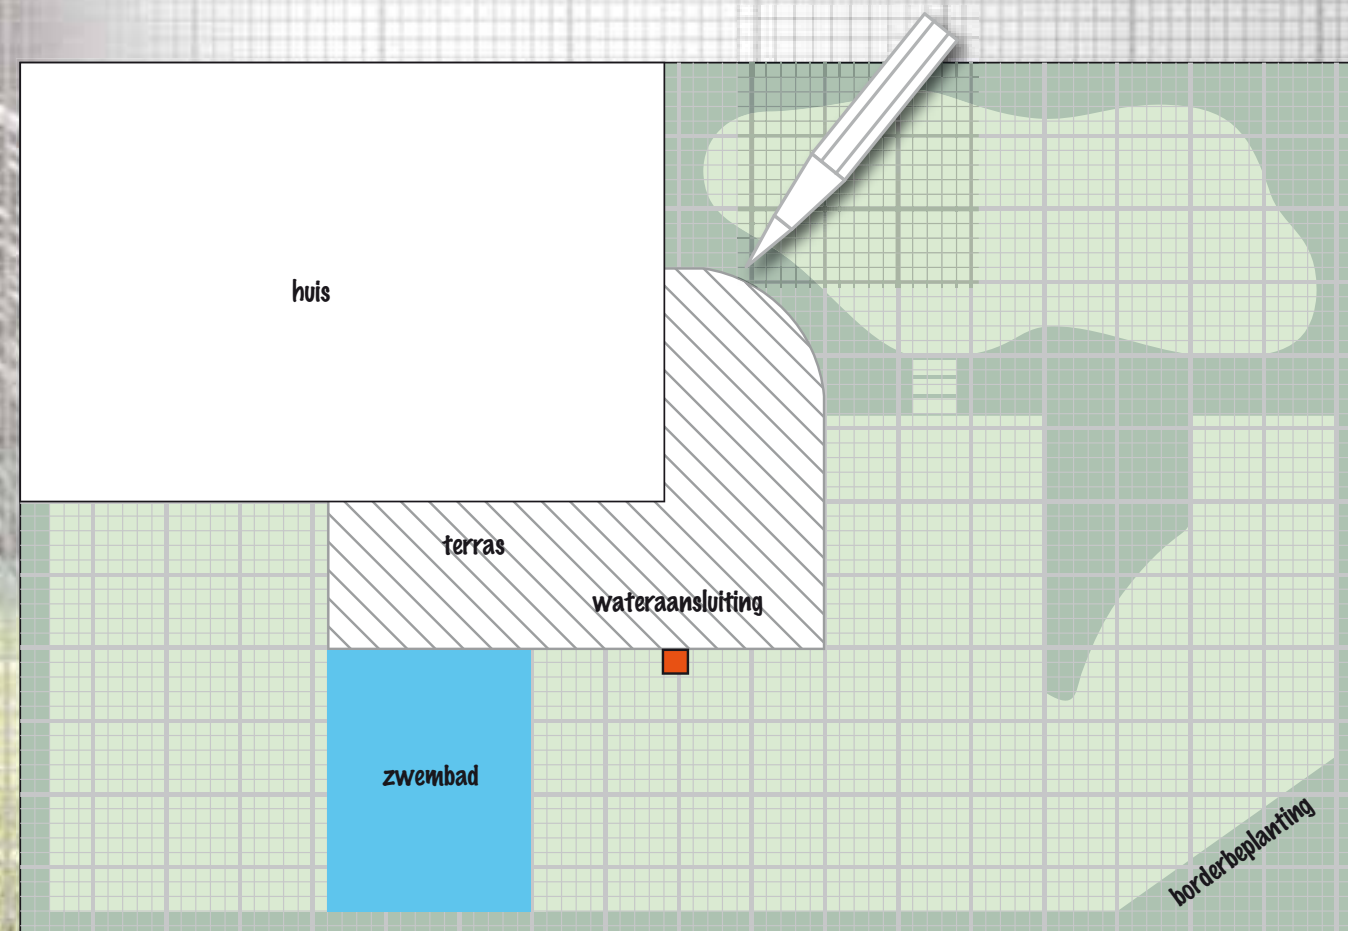 huis
terras
wateraansluiting
zwembad
borderbeplanting